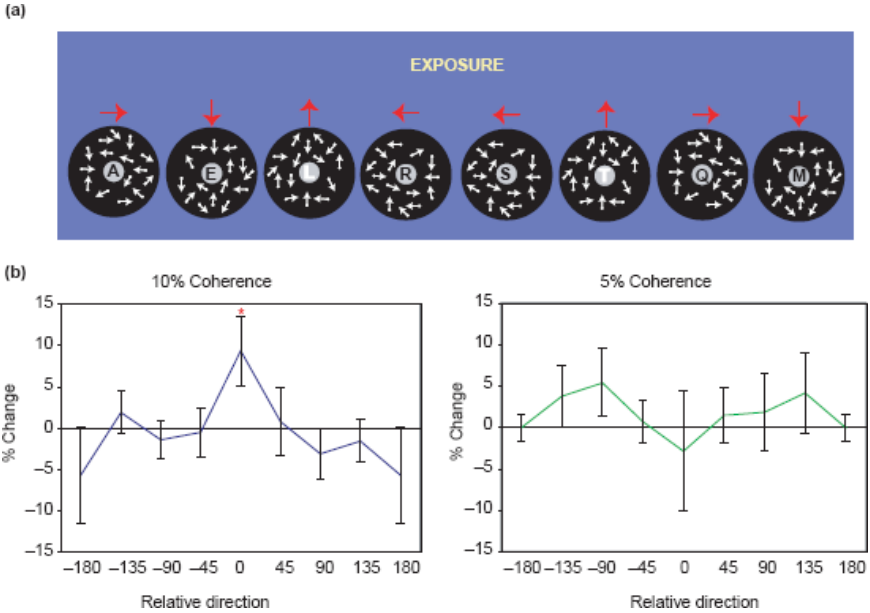 (a)
EXPOSURE
A E L R S T Q M
(b)
10% Coherence
5% Coherence
15
10
5
0
–5
–10
–15
% Change
*
–180 –135 –90 –45 0 45 90 135 180
Relative direction
15
10
5
0
–5
–10
–15
% Change
–180 –135 –90 –45 0 45 90 135 180
Relative direction